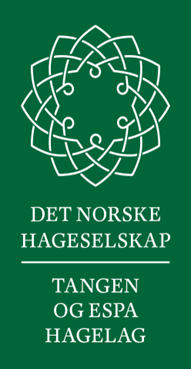 DET NORSKE
HAGESELSKAP
TANGEN
OG ESPA
HAGELAG